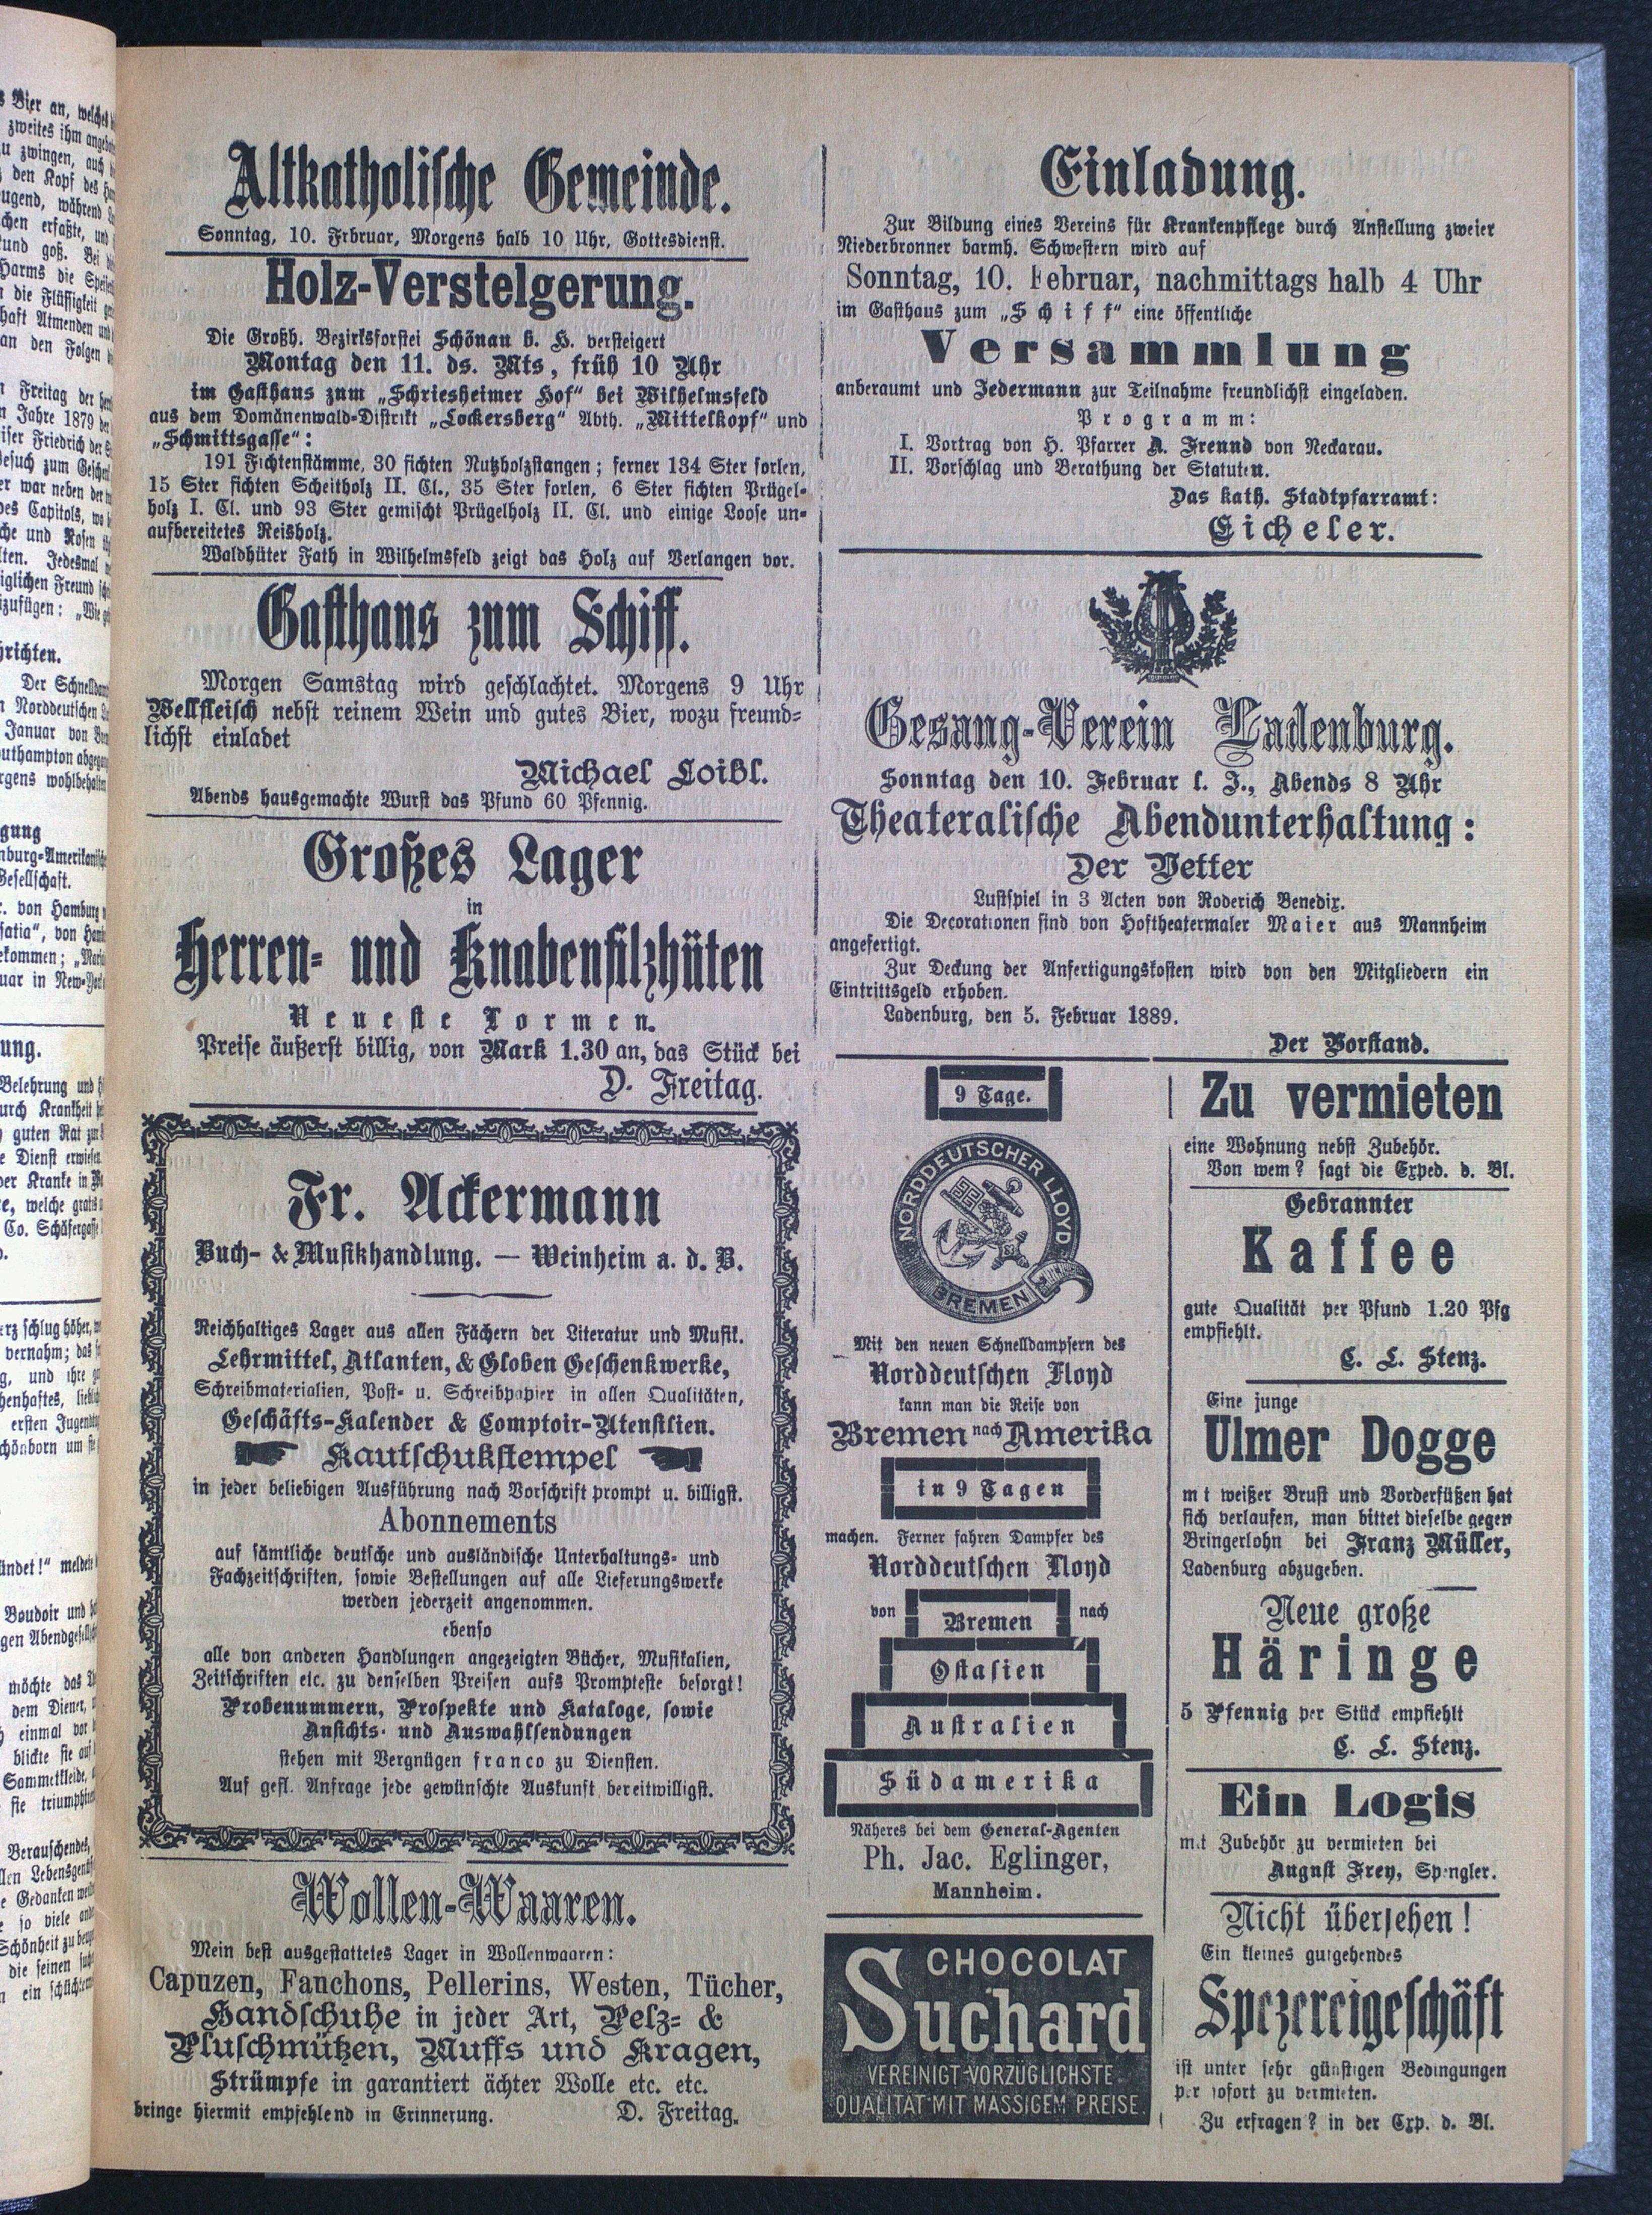 Altkatholische Gemeinde.
Sonntag, 10. Frbruar, Morgens halb 10 Uhr, Gottesdienst.
Holz-Verstelgerung.
Die Großh. Bezirksforstei Schönau b. H. versteigert
Montag den 11. ds. Mts, früh 10 Uhr
im Gasthaus zum „Schriesheimer Hof“ bei Wilhelmsfeld
aus dem Domänenwald-Distrikt „Lockersberg“ Abth. „Mittelkopf“ und
„Schmittsgasse“:
191 Fichtenstämme, 30 fichten Nutzholzstangen; ferner 134 Ster forlen,
15 Ster fichten Scheitholz II. Cl., 35 Ster forlen, 6 Ster fichten Prügel-
holz I. Cl. und 93 Ster gemischt Prügelholz II. Cl. und einige Loose un-
aufbereitetes Reisholz.
Waldhüter Fath in Wilhelmsfeld zeigt das Holz auf Verlangen vor.
Gasthaus zum Schiff.
Morgen Samstag wird geschlachtet. Morgens 9 Uhr
Wellfleisch nebst reinem Wein und gutes Bier, wozu freund-
lichst einladet
Michael Loibl.
Abends hausgemachte Wurst das Pfund 60 Pfennig.
Großes Lager
in
Herren- und Knabenfilzhüten
Neueste Formen.
Preise äußerst billig, von Mark 1.30 an, das Stück bei
D. Freitag.
Fr. Ackermann
Buch- & Musikhandlung. — Weinheim a. d. B.
Reichhaltiges Lager aus allen Fächern der Literatur und Musik.
Lehrmittel, Atlanten, & Globen Geschenkwerke,
Schreibmaterialien, Post- u. Schreibpapier in allen Qualitäten,
Geschäfts-Kalender & Comptoir-Utensilien.
Kautschukstempel
in jeder beliebigen Ausführung nach Vorschrift prompt u. billigst.
Abonnements
auf sämtliche deutsche und ausländische Unterhaltungs- und
Fachzeitschriften, sowie Bestellungen auf alle Lieferungswerke
werden jederzeit angenommen.
ebenso
alle von anderen Handlungen angezeigten Bücher, Musikalien,
Zeitschriften etc. zu denselben Preisen aufs Prompteste besorgt!
Probenummern, Prospekte und Kataloge, sowie
Ansichts- und Auswahlsendungen
stehen mit Vergnügen franco zu Diensten.
Auf gefl. Anfrage jede gewünschte Auskunft bereitwilligst.
Wollen-Waaren.
Mein best ausgestattetes Lager in Wollenwaaren:
Capuzen, Fanchons, Pellerins, Westen, Tücher,
Handschuhe in jeder Art, Pelz- &
Pluschmützen, Muffs und Kragen,
Strümpfe in garantiert ächter Wolle etc. etc.
bringe hiermit empfehlend in Erinnerung. D. Freitag.
Einladung.
Zur Bildung eines Vereins für Krankenpflege durch Anstellung zweier
Niederbronner barmh. Schwestern wird auf
Sonntag, 10. Februar, nachmittags halb 4 Uhr
im Gasthaus zum „Schiff“ eine öffentliche
Versammlung
anberaumt und Jedermann zur Teilnahme freundlichst eingeladen.
Programm:
I. Vortrag von H. Pfarrer A. Freund von Neckarau.
II. Vorschlag und Berathung der Statuten.
Das kath. Stadtpfarramt:
Eicheler.
Gesang-Verein Ladenburg.
Sonntag den 10. Februar l. J., Abends 8 Uhr
Theateralische Abendunterhaltung:
Der Vetter
Lustspiel in 3 Acten von Roderich Benedix.
Die Decorationen sind von Hoftheatermaler Maier aus Mannheim
angefertigt.
Zur Deckung der Anfertigungskosten wird von den Mitgliedern ein
Eintrittsgeld erhoben.
Ladenburg, den 5. Februar 1889.
Der Vorstand.
9 Tage.
NORDDEUTSCHER LLOYD
BREMEN
Mit den neuen Schnelldampfern des
Norddeutschen Lloyd
kann man die Reise von
Bremen nach Amerika
in 9 Tagen
machen. Ferner fahren Dampfer des
Norddeutschen Lloyd
von Bremen nach
Ostasien
Australien
Südamerika
Näheres bei dem General-Agenten
Ph. Jac. Eglinger,
Mannheim.
CHOCOLAT
Suchard
VEREINIGT VORZÜGLICHSTE
QUALITÄT MIT MÄSSIGEM PREISE.
Zu vermieten
eine Wohnung nebst Zubehör.
Von wem? sagt die Exped. d. Bl.
Gebrannter
Kaffee
gute Qualität per Pfund 1.20 Pfg
empfiehlt.
C. L. Stenz.
Eine junge
Ulmer Dogge
m t weißer Brust und Vorderfüßen hat
sich verlaufen, man bittet dieselbe gegen
Bringerlohn bei Franz Müller,
Ladenburg abzugeben.
Neue große
Häringe
5 Pfennig per Stück empfiehlt
C. L. Stenz.
Ein Logis
mit Zubehör zu vermieten bei
August Frey, Spengler.
Nicht übersehen!
Ein kleines gutgehendes
Spezereigeschäft
ist unter sehr günstigen Bedingungen
per sofort zu vermieten.
Zu erfragen? in der Exp. d. Bl.